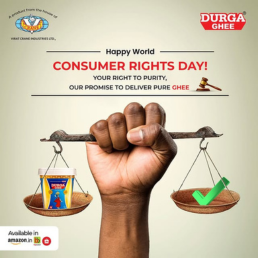 DURGA
GHEE
Happy World
CONSUMER RIGHTS DAY!
YOUR RIGHT TO PURITY,
OUR PROMISE TO DELIVER PURE GHEE
Available in
amazon.in